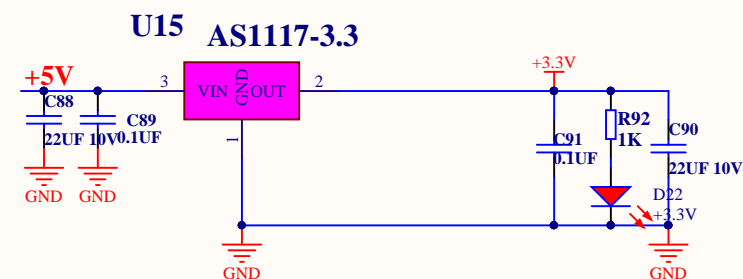 U15
AS1117-3.3
+5V
3
VIN
GND
OUT
2
+3.3V
C88
22UF 10V
C89
0.1UF
1
C91
0.1UF
R92
1K
C90
22UF 10V
D22
+3.3V
GND
GND
GND
GND